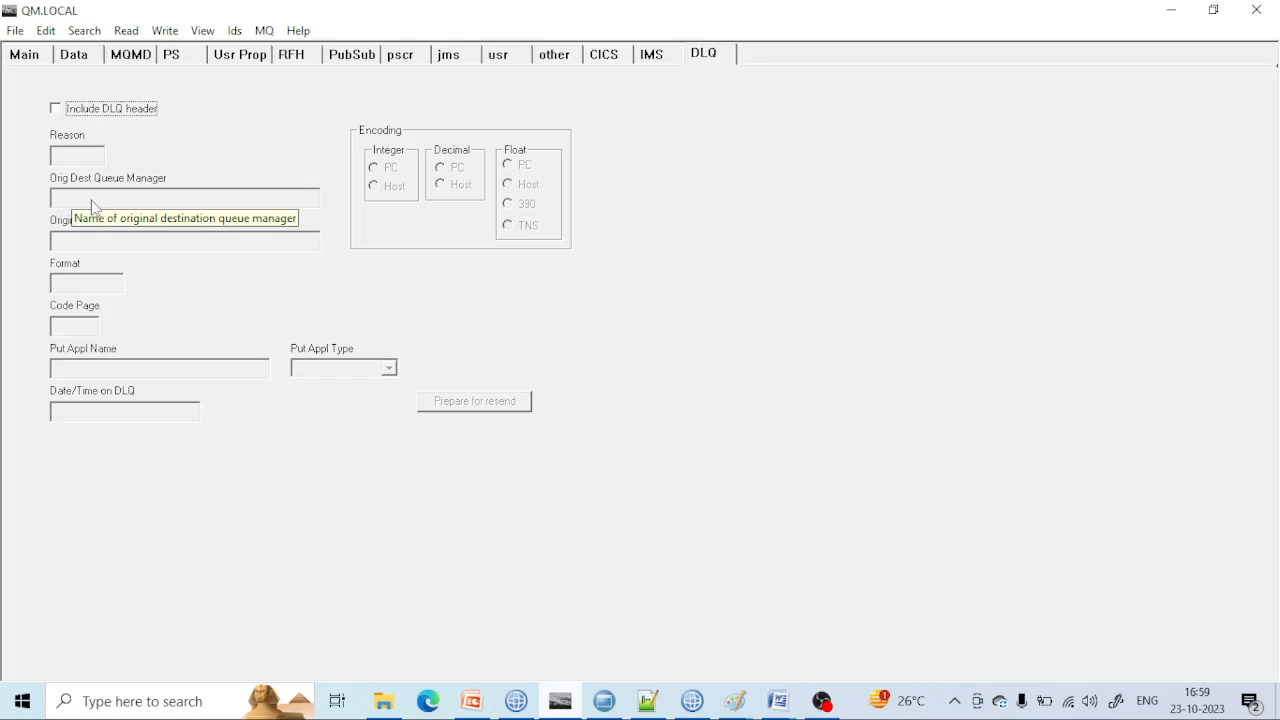 QM.LOCAL
File Edit Search Read Write View Ids MQ Help
Main Data MQMD PS Usr Prop RFH PubSub pscr jms usr other CICS IMS DLQ
Include DLQ header
Reason
Orig Dest Queue Manager
Name of original destination queue manager
Format
Code Page
Put Appl Name Put Appl Type
Date/Time on DLQ
Prepare for resend
Encoding
Integer Decimal Float
PC PC PC
Host Host Host
390
TNS
Type here to search
1 26°C ENG 16:59
23-10-2023 2